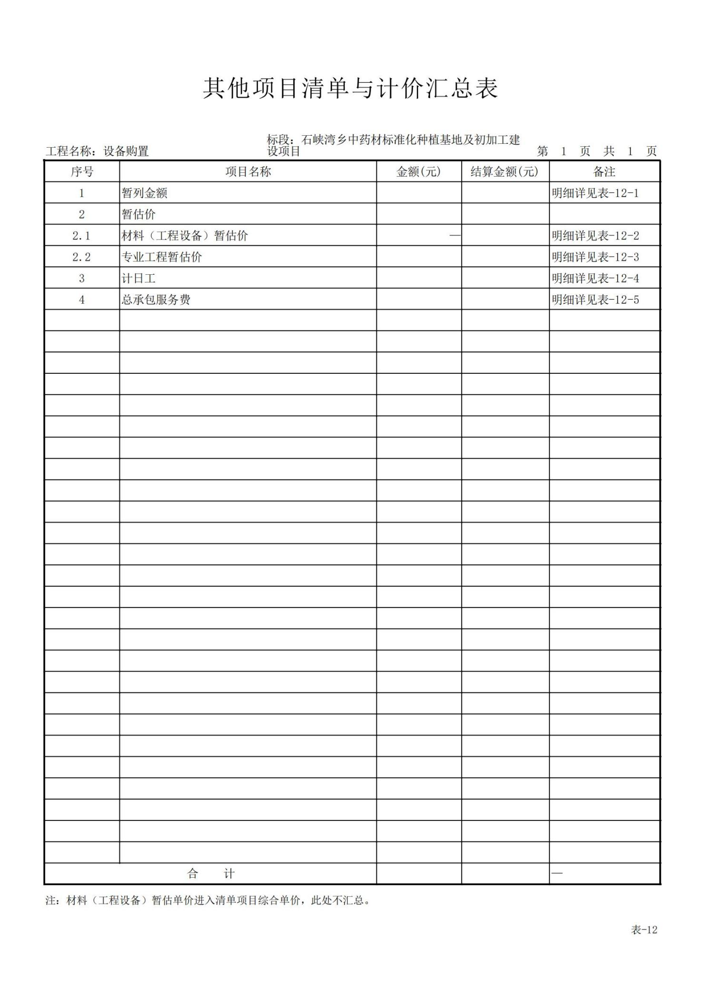 其他项目清单与计价汇总表
标段：石峡湾乡中药材标准化种植基地及初加工建
工程名称：设备购置 设项目 第 1 页 共 1 页
序号 项目名称 金额(元) 结算金额(元) 备注
1 暂列金额 明细详见表-12-1
2 暂估价
2.1 材料（工程设备）暂估价 — 明细详见表-12-2
2.2 专业工程暂估价 明细详见表-12-3
3 计日工 明细详见表-12-4
4 总承包服务费 明细详见表-12-5
合 计 —
注：材料（工程设备）暂估单价进入清单项目综合单价，此处不汇总。
表-12